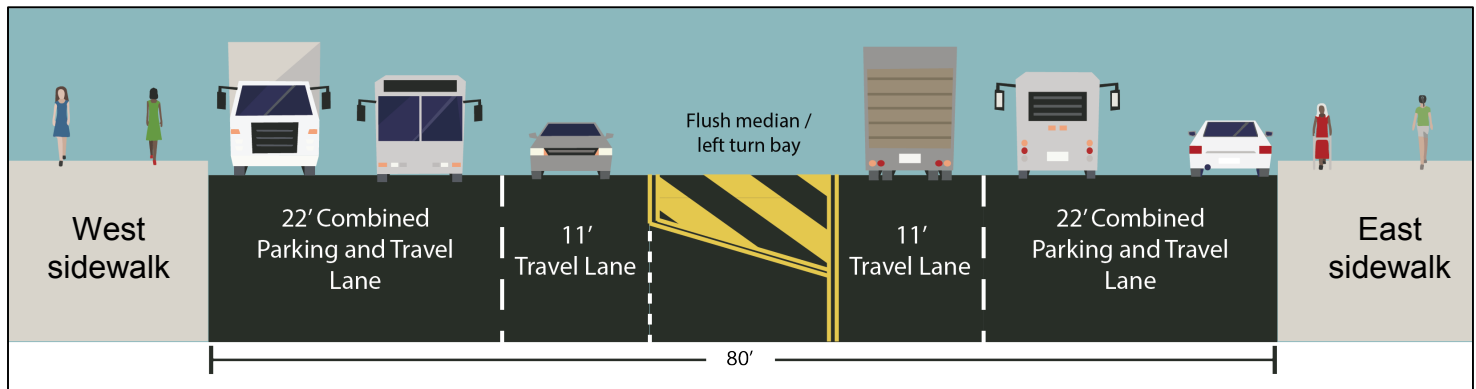 Flush median /
left turn bay
West
sidewalk
22’ Combined
Parking and Travel
Lane
11’
Travel Lane
11’
Travel Lane
22’ Combined
Parking and Travel
Lane
East
sidewalk
80’